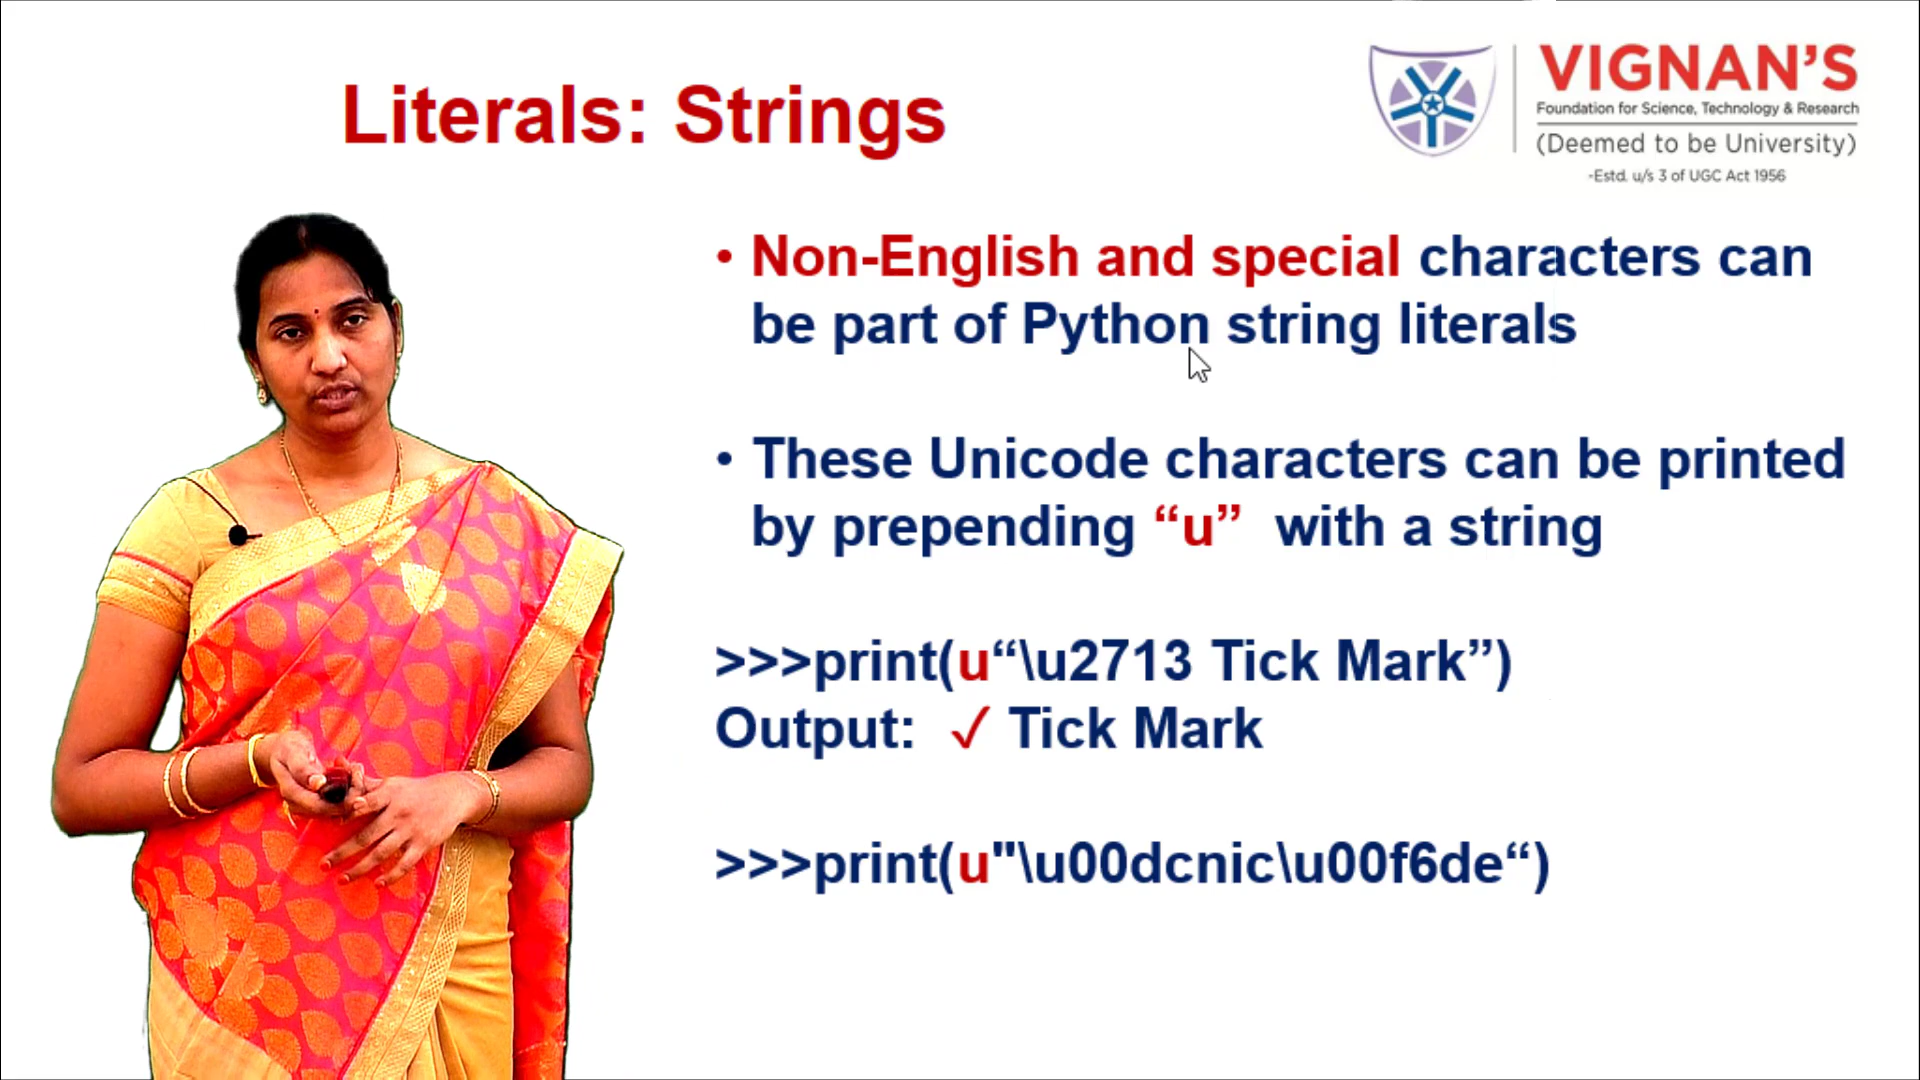 Literals: Strings
VIGNAN’S
Foundation for Science, Technology & Research
(Deemed to be University)
-Estd. u/s 3 of UGC Act 1956
• Non-English and special characters can
be part of Python string literals
• These Unicode characters can be printed
by prepending “u” with a string
>>>print(u“\u2713 Tick Mark”)
Output: ✓ Tick Mark
>>>print(u"\u00dcnic\u00f6de“)